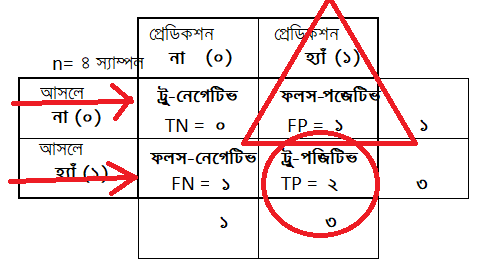 প্রেডিকশন প্রেডিকশন
না (০) হ্যাঁ (১)
n= ৪ স্যাম্পল
আসলে ট্রু-নেগেটিভ ফলস-পজেটিভ
না (০) TN = ০ FP = ১ ১
আসলে ফলস-নেগেটিভ ট্রু-পজিটিভ
হ্যাঁ (১) FN = ১ TP = ২ ৩
১ ৩